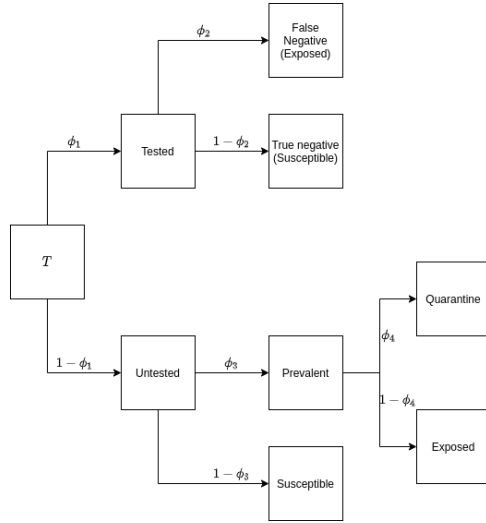 ϕ₂
False
Negative
(Exposed)
ϕ₁
Tested
1 − ϕ₂
True negative
(Susceptible)
T
1 − ϕ₁
Untested
ϕ₃
Prevalent
ϕ₄
Quarantine
1 − ϕ₄
Exposed
1 − ϕ₃
Susceptible